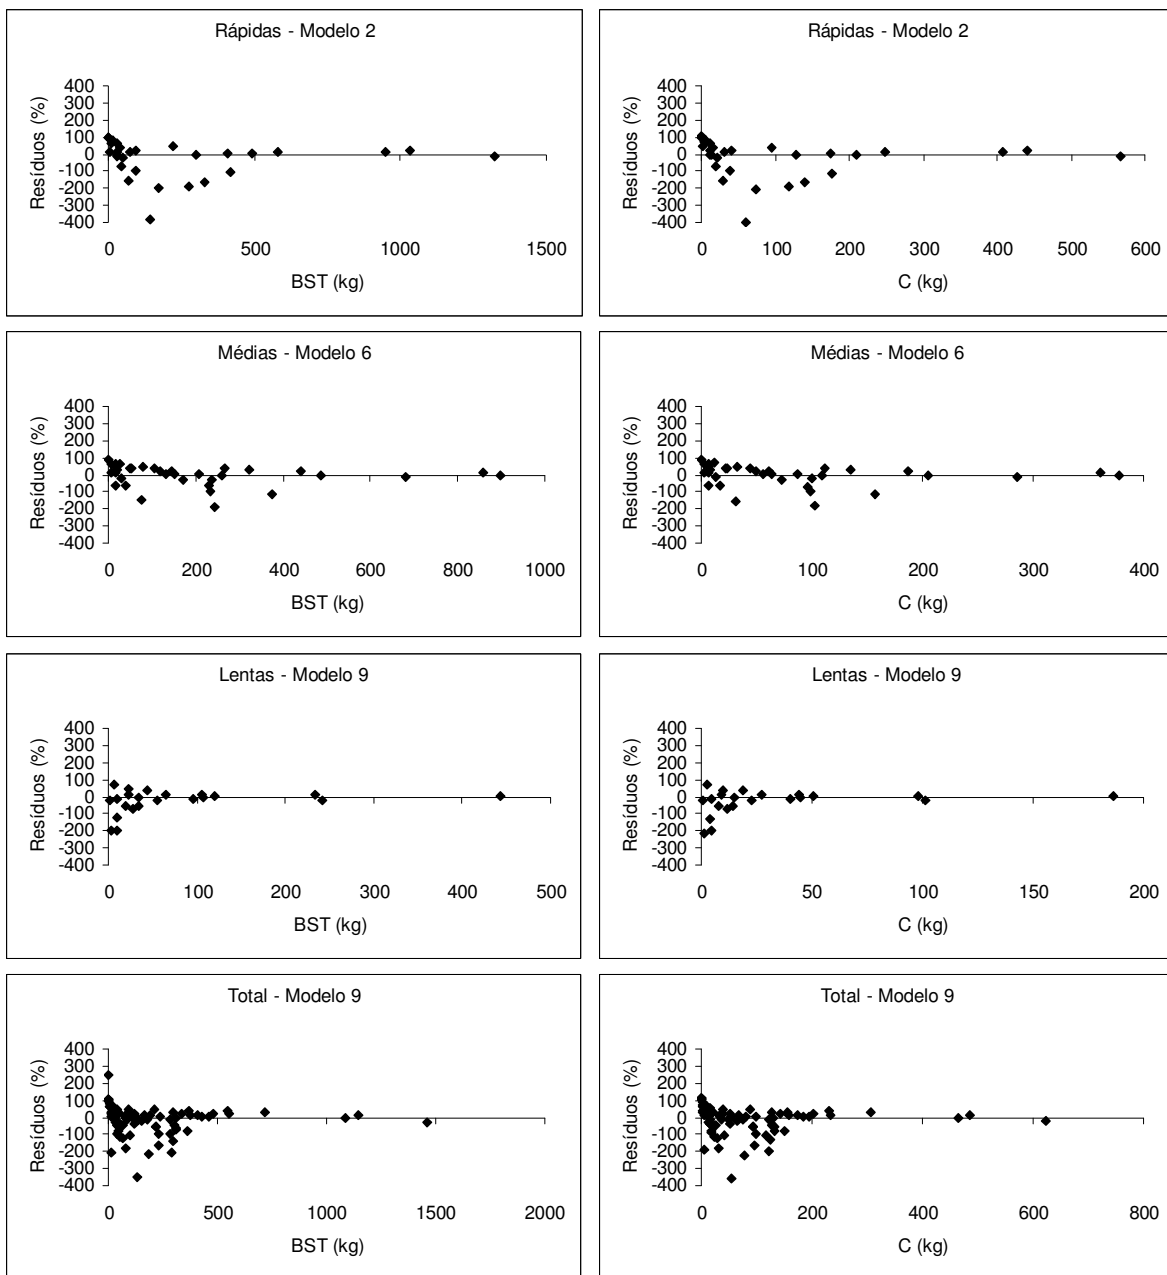 Rápidas - Modelo 2
400
300
200
100
0
-100
-200
-300
-400
Resíduos (%)
0 500 1000 1500
BST (kg)
Rápidas - Modelo 2
400
300
200
100
0
-100
-200
-300
-400
Resíduos (%)
0 100 200 300 400 500 600
C (kg)
Médias - Modelo 6
400
300
200
100
0
-100
-200
-300
-400
Resíduos (%)
0 200 400 600 800 1000
BST (kg)
Médias - Modelo 6
400
300
200
100
0
-100
-200
-300
-400
Resíduos (%)
0 100 200 300 400
C (kg)
Lentas - Modelo 9
400
300
200
100
0
-100
-200
-300
-400
Resíduos (%)
0 100 200 300 400 500
BST (kg)
Lentas - Modelo 9
400
300
200
100
0
-100
-200
-300
-400
Resíduos (%)
0 50 100 150 200
C (kg)
Total - Modelo 9
400
300
200
100
0
-100
-200
-300
-400
Resíduos (%)
0 500 1000 1500 2000
BST (kg)
Total - Modelo 9
400
300
200
100
0
-100
-200
-300
-400
Resíduos (%)
0 200 400 600 800
C (kg)